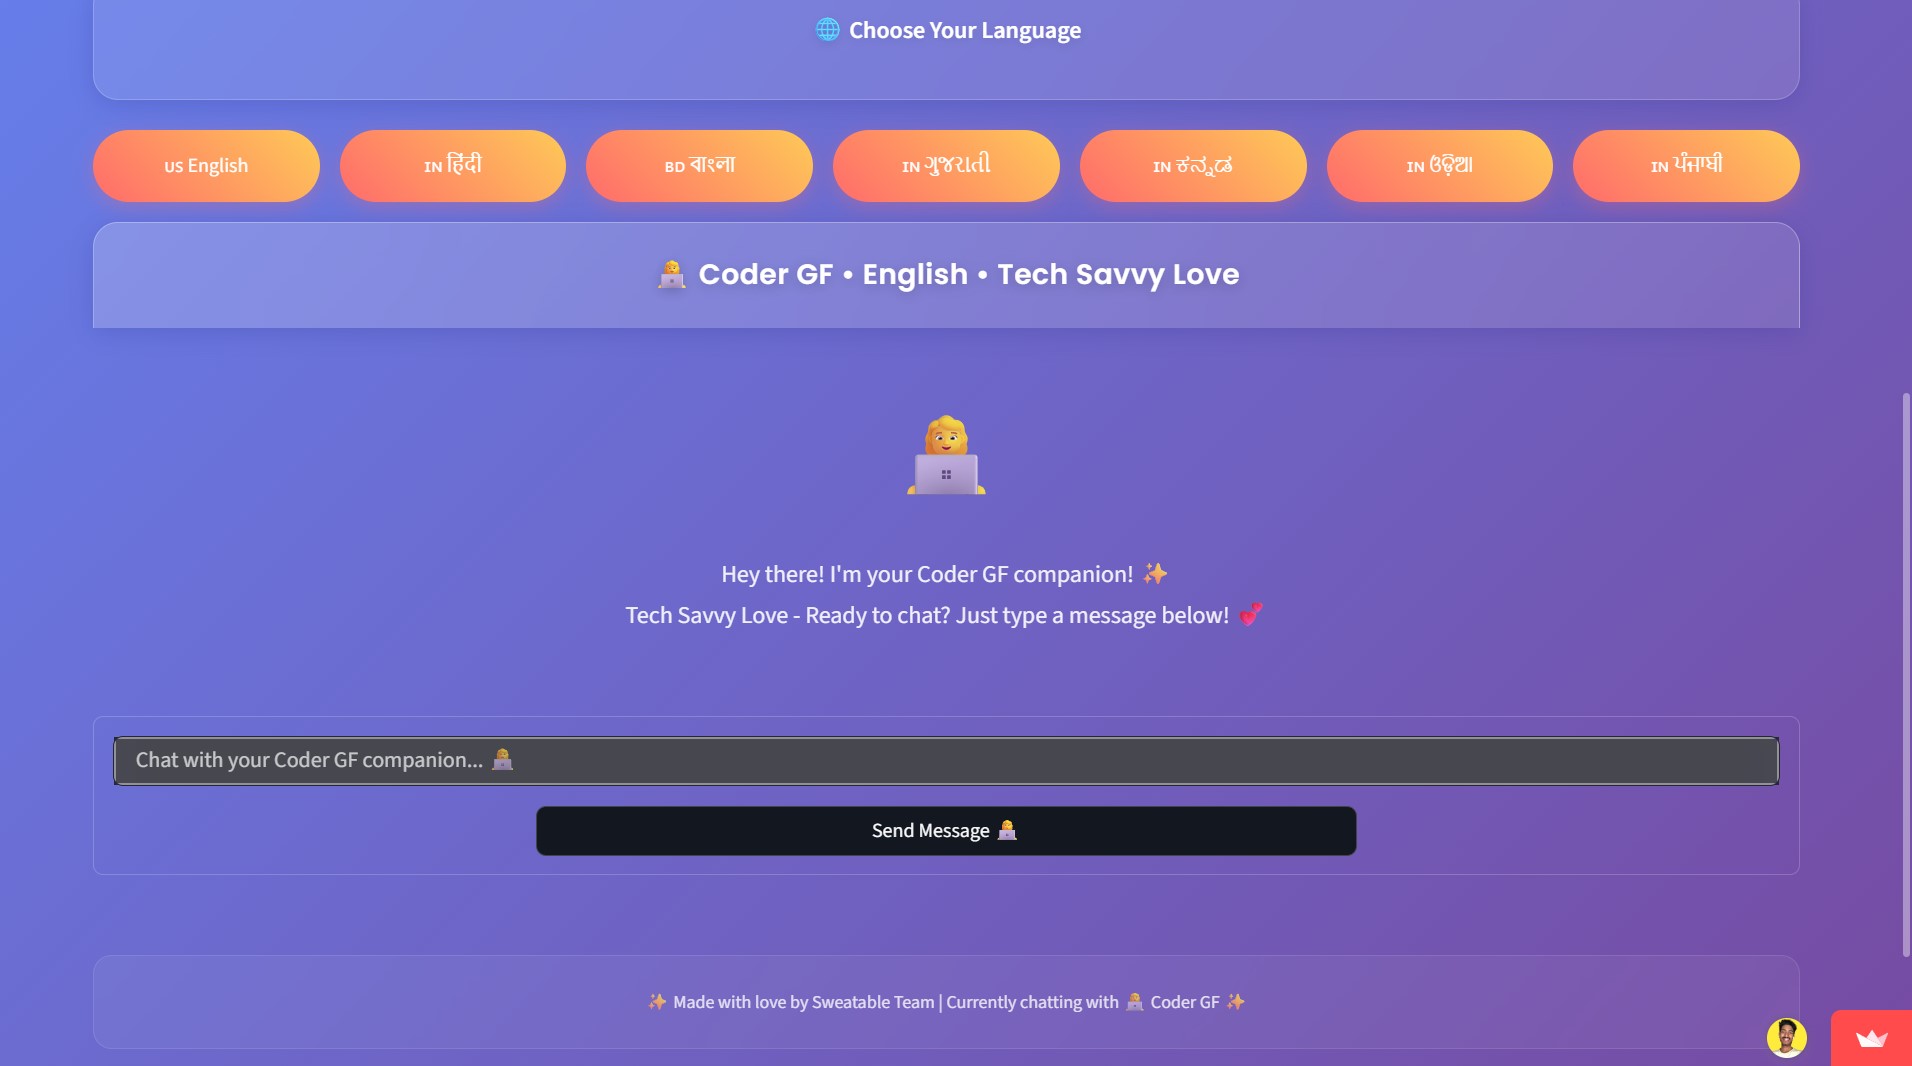 🌐 Choose Your Language
US English
IN हिंदी
BD বাংলা
IN ગુજરાતી
IN ಕನ್ನಡ
IN ଓଡ଼ିଆ
IN ਪੰਜਾਬੀ
👩‍💻 Coder GF • English • Tech Savvy Love
Hey there! I'm your Coder GF companion! ✨
Tech Savvy Love - Ready to chat? Just type a message below! 💕
Chat with your Coder GF companion... 👩‍💻
Send Message 👩‍💻
✨ Made with love by Sweatable Team | Currently chatting with 👩‍💻 Coder GF ✨